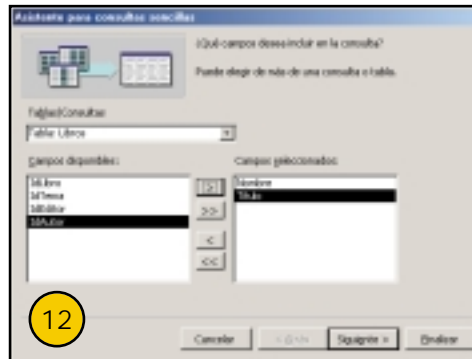 Asistente para consultas sencillas
¿Qué campos desea incluir en la consulta?
Puede elegir de más de una consulta o tabla.
Tablas/Consultas
Tabla: Libros
Campos disponibles:
Campos seleccionados:
IdLibro
IdTema
IdEditor
IdAutor
>
>>
<
<<
Nombre
Título
12
Cancelar
< Atrás
Siguiente >
Finalizar